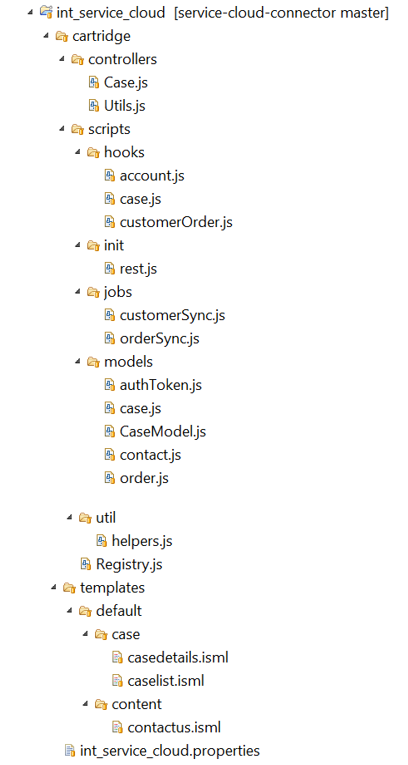 int_service_cloud [service-cloud-connector master]
cartridge
controllers
Case.js
Utils.js
scripts
hooks
account.js
case.js
customerOrder.js
init
rest.js
jobs
customerSync.js
orderSync.js
models
authToken.js
case.js
CaseModel.js
contact.js
order.js
util
helpers.js
Registry.js
templates
default
case
casedetails.isml
caselist.isml
content
contactus.isml
int_service_cloud.properties